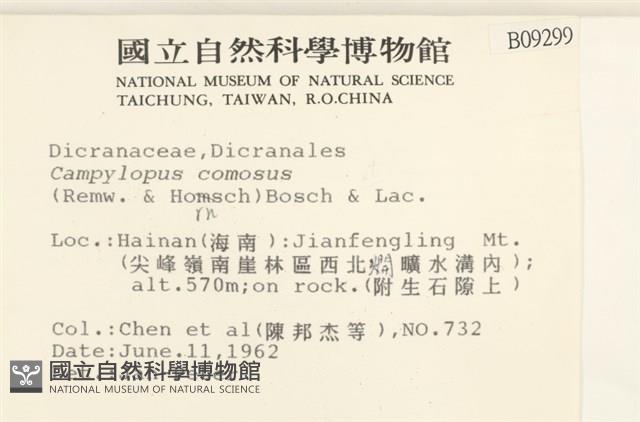 國立自然科學博物館
B09299
NATIONAL MUSEUM OF NATURAL SCIENCE
TAICHUNG, TAIWAN, R.O.CHINA
Dicranaceae,Dicranales
Campylopus comosus
(Remw. & Homsch)Bosch & Lac.
Loc.:Hainan(海南):Jianfengling Mt.
(尖峰嶺南崖林區西北爛曠水溝內);
alt.570m;on rock.(附生石隙上)
Col.:Chen et al(陳邦杰等),NO.732
Date:June.11,1962
國立自然科學博物館
NATIONAL MUSEUM OF NATURAL SCIENCE